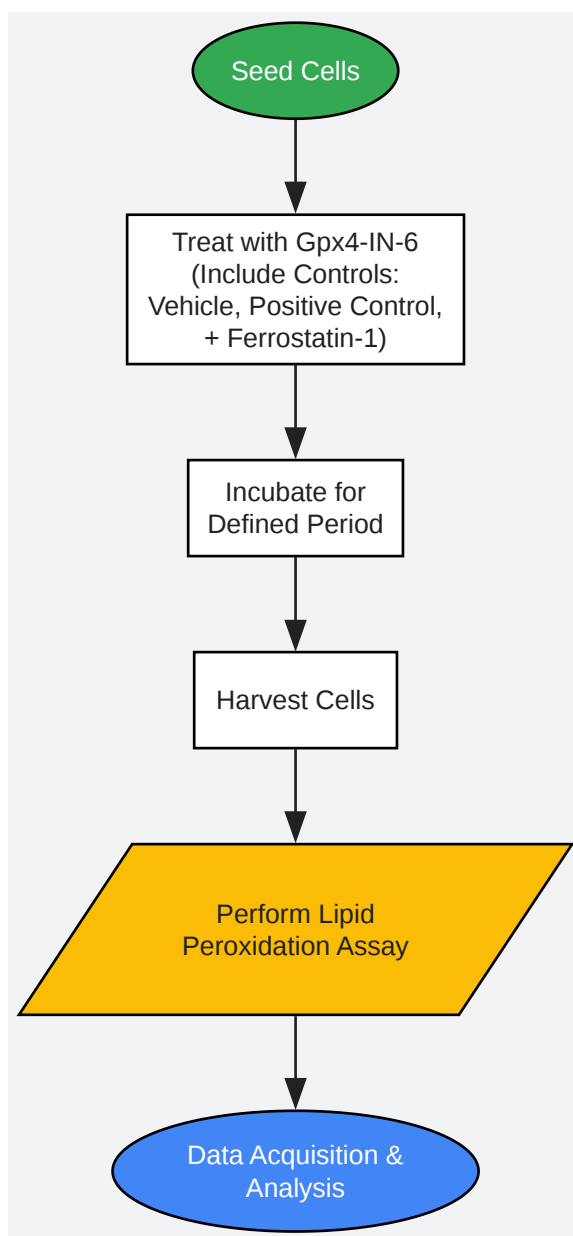 Seed Cells
Treat with Gpx4-IN-6
(Include Controls:
Vehicle, Positive Control,
+ Ferrostatin-1)
Incubate for
Defined Period
Harvest Cells
Perform Lipid
Peroxidation Assay
Data Acquisition &
Analysis